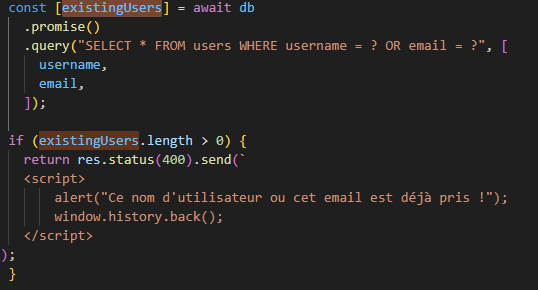 const [existingUsers] = await db
.promise()
.query("SELECT * FROM users WHERE username = ? OR email = ?", [
username,
email,
]);
if (existingUsers.length > 0) {
return res.status(400).send(`
<script>
alert("Ce nom d'utilisateur ou cet email est déjà pris !");
window.history.back();
</script>
);
}